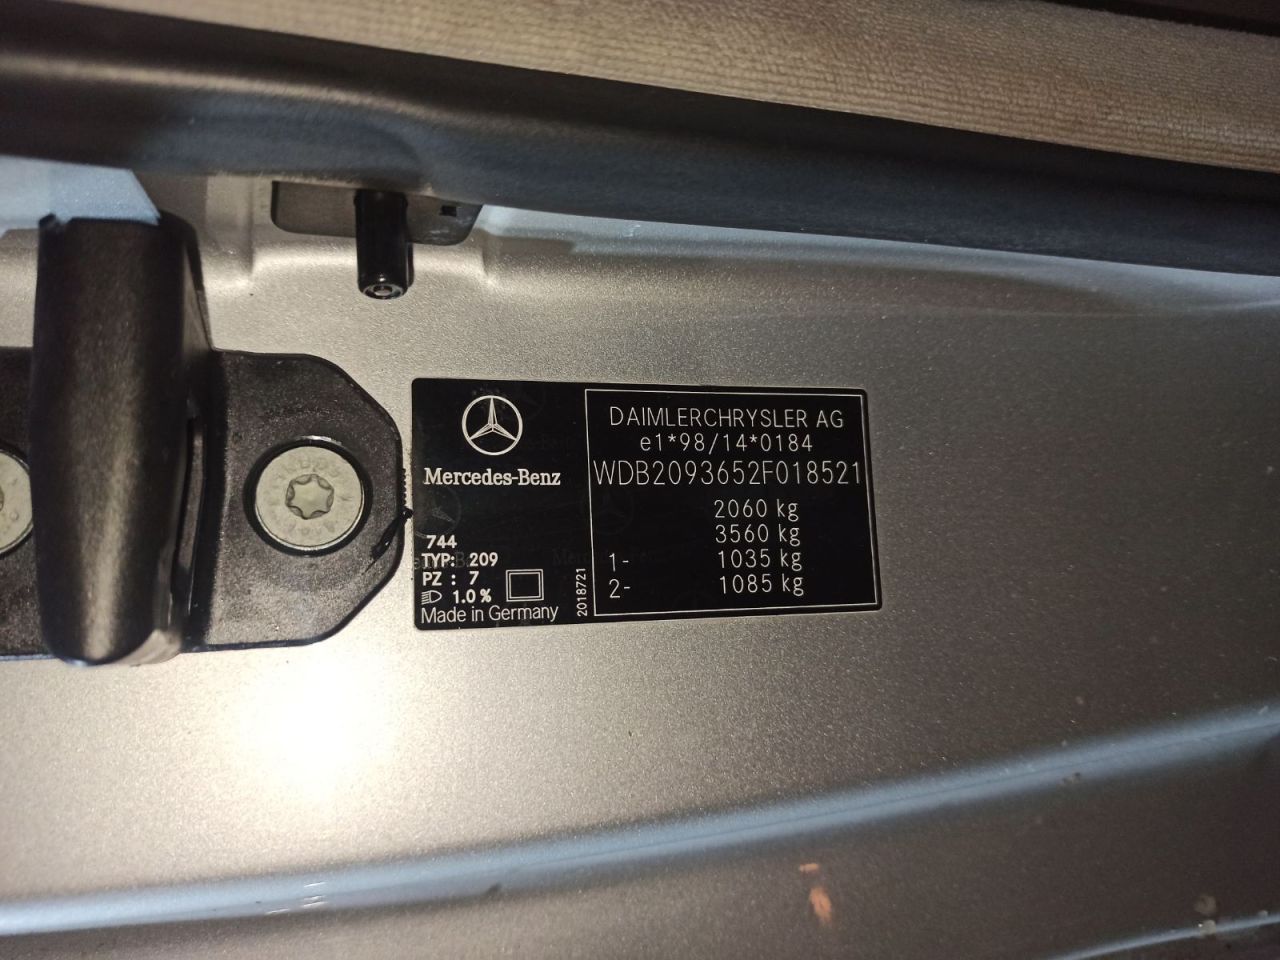 Mercedes-Benz
744
TYP: 209
PZ : 7
1.0 %
Made in Germany
2018721
DAIMLERCHRYSLER AG
e1*98/14*0184
WDB2093652F018521
2060 kg
3560 kg
1- 1035 kg
2- 1085 kg